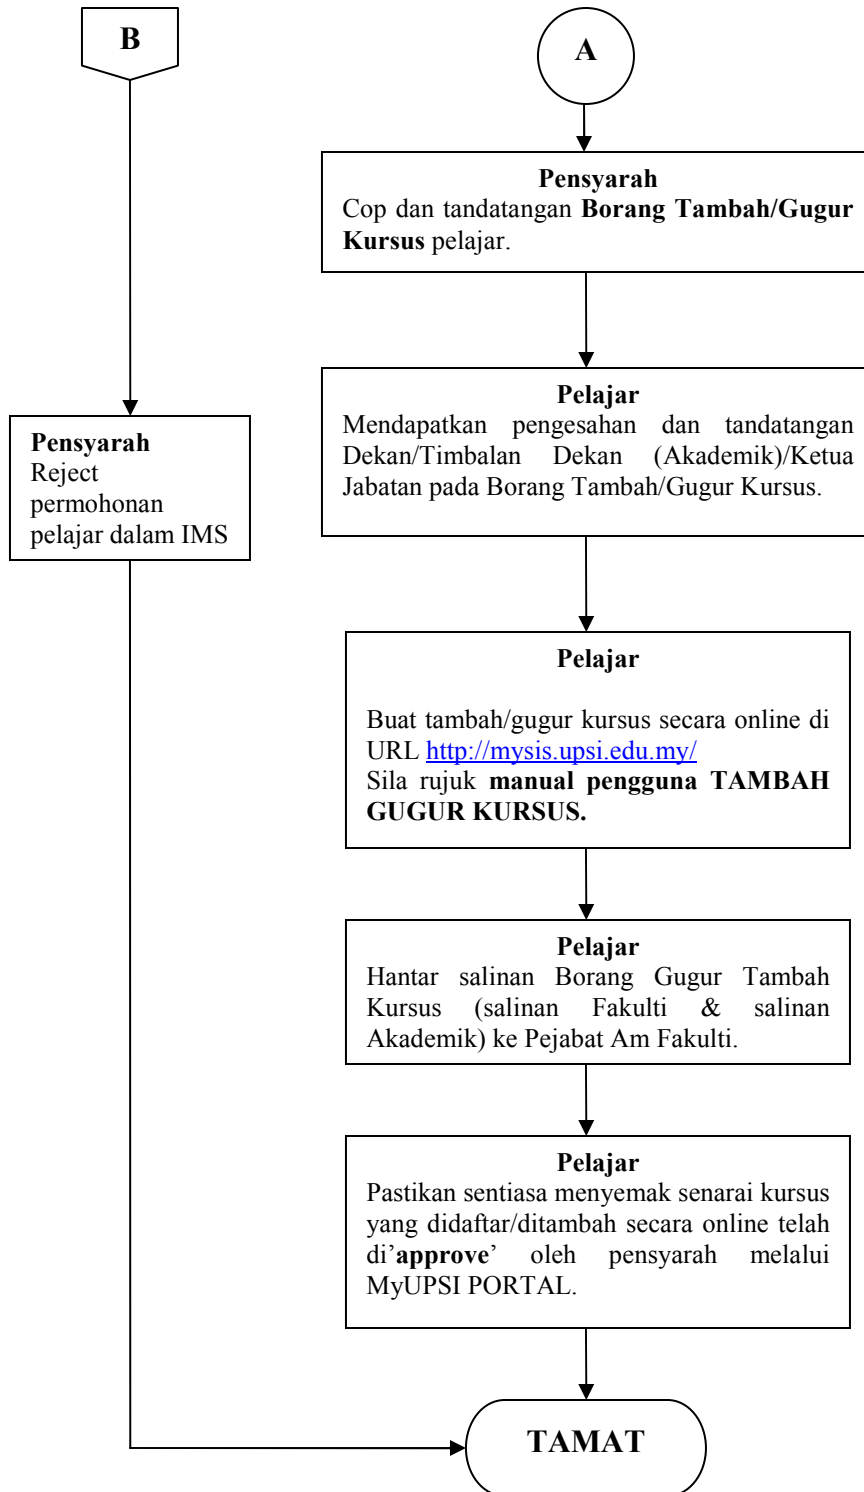 B
A
Pensyarah
Cop dan tandatangan Borang Tambah/Gugur
Kursus pelajar.
Pelajar
Mendapatkan pengesahan dan tandatangan
Dekan/Timbalan Dekan (Akademik)/Ketua
Jabatan pada Borang Tambah/Gugur Kursus.
Pensyarah
Reject
permohonan
pelajar dalam IMS
Pelajar
Buat tambah/gugur kursus secara online di
URL http://mysis.upsi.edu.my/
Sila rujuk manual pengguna TAMBAH
GUGUR KURSUS.
Pelajar
Hantar salinan Borang Gugur Tambah
Kursus (salinan Fakulti & salinan
Akademik) ke Pejabat Am Fakulti.
Pelajar
Pastikan sentiasa menyemak senarai kursus
yang didaftar/ditambah secara online telah
di’approve’ oleh pensyarah melalui
MyUPSI PORTAL.
TAMAT